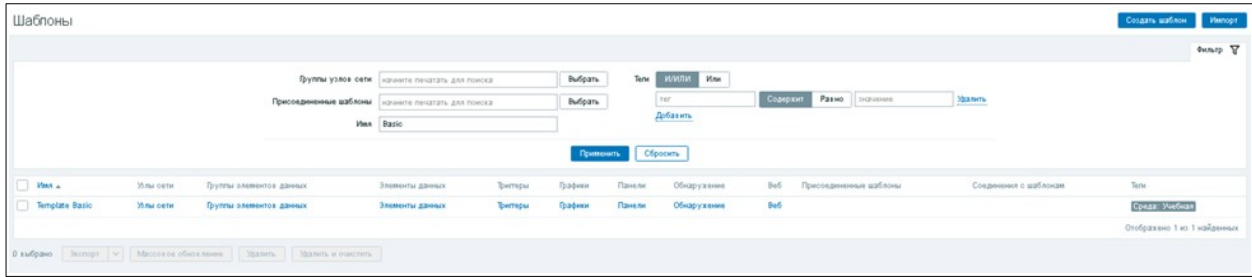 Шаблоны
Создать шаблон Импорт
Фильтр
Группы узлов сети начните печатать для поиска Выбрать Теги И/ИЛИ Или
Присоединенные шаблоны начните печатать для поиска Выбрать тег Содержит Равно значение Удалить
Добавить
Имя Basic
Применить Сбросить
Имя Узлы сети Группы элементов данных Элементы данных Триггеры Графики Панели Обнаружение Веб Присоединенные шаблоны Соединения с шаблонам Теги
Template Basic Узлы сети Группы элементов данных Элементы данных Триггеры Графики Панели Обнаружение Веб Среда: Учебная
Отображено 1 из 1 найденных
0 выбрано Экспорт Массовое обновление Удалить Удалить и очистить